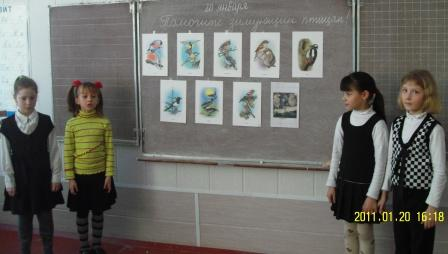 20 января
Помогите зимующим птицам!
2011.01.20 16:18